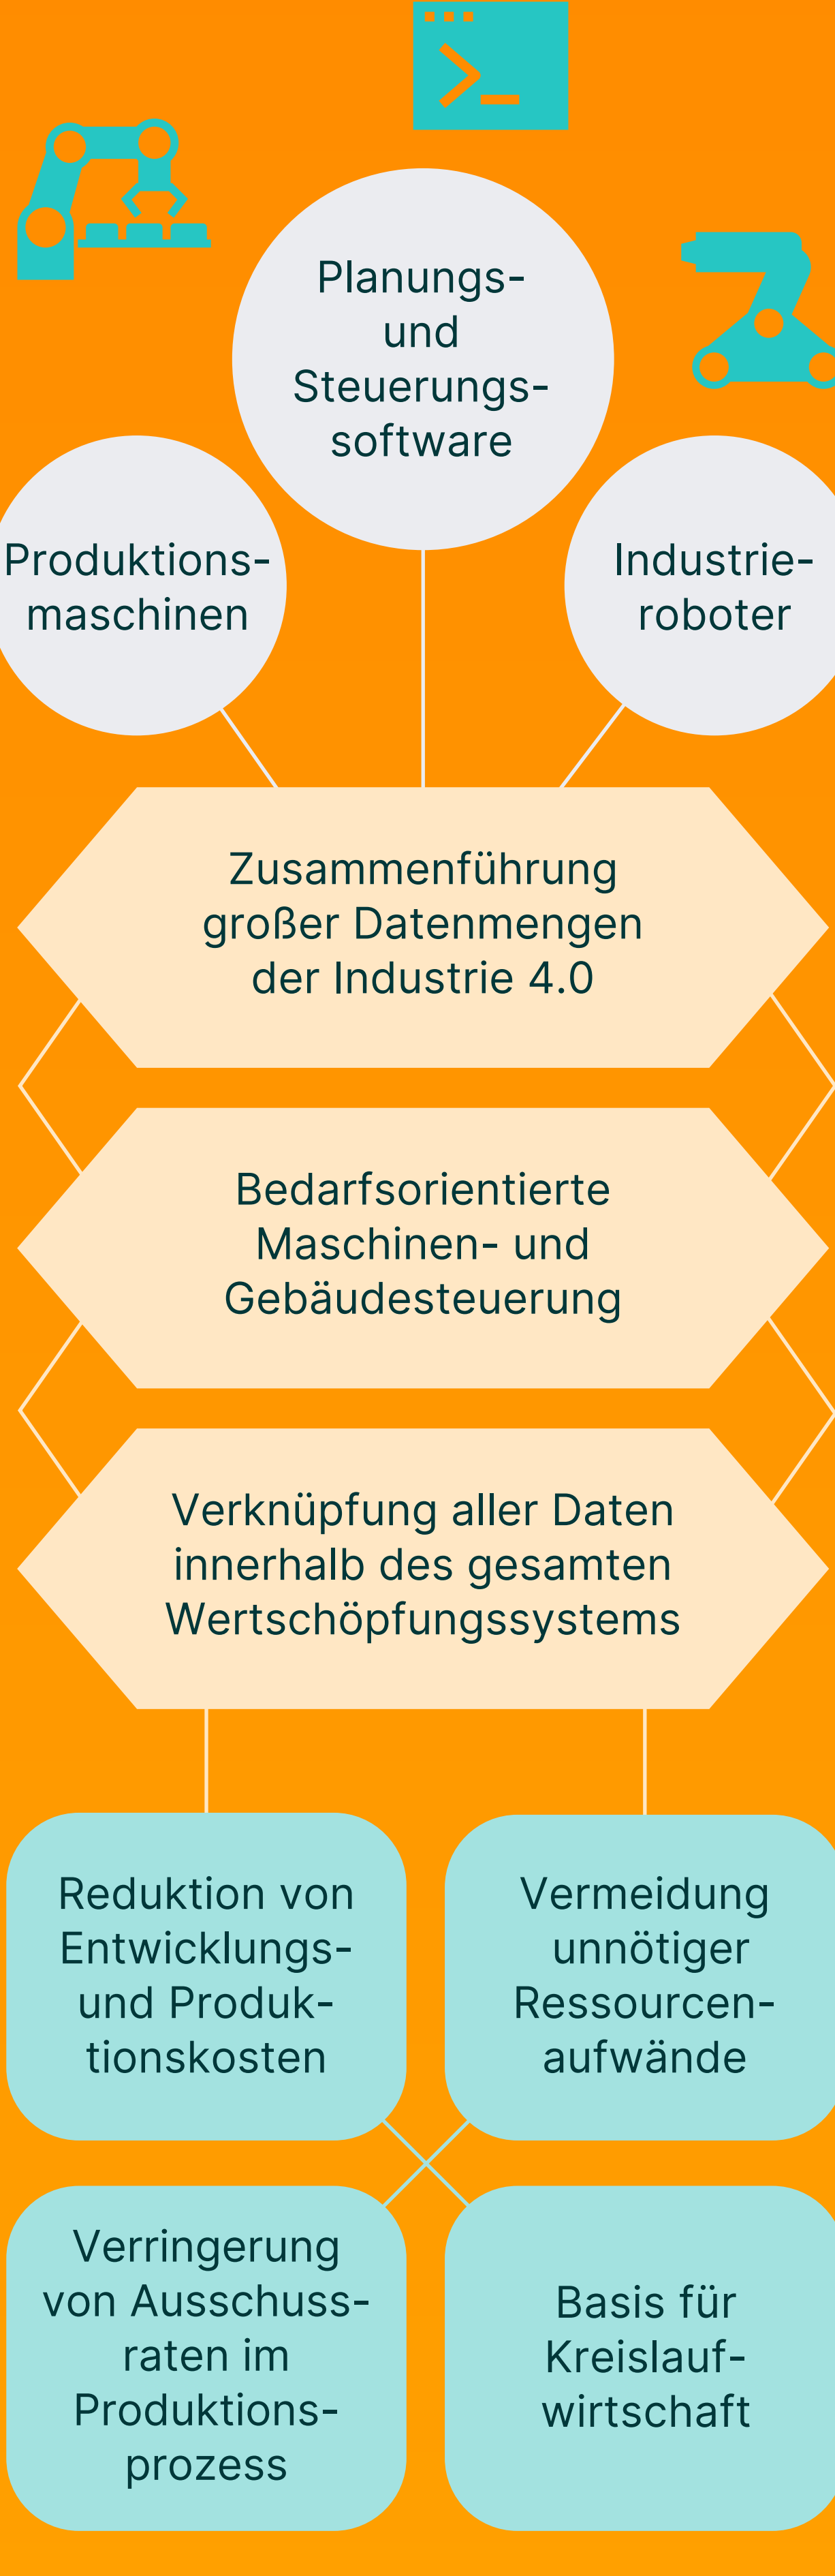 Planungs-
und
Steuerungs-
software
Produktions-
maschinen
Industrie-
roboter
Zusammenführung
großer Datenmengen
der Industrie 4.0
Bedarfsorientierte
Maschinen- und
Gebäudesteuerung
Verknüpfung aller Daten
innerhalb des gesamten
Wertschöpfungssystems
Reduktion von
Entwicklungs-
und Produk-
tionskosten
Vermeidung
unnötiger
Ressourcen-
aufwände
Verringerung
von Ausschuss-
raten im
Produktions-
prozess
Basis für
Kreislauf-
wirtschaft